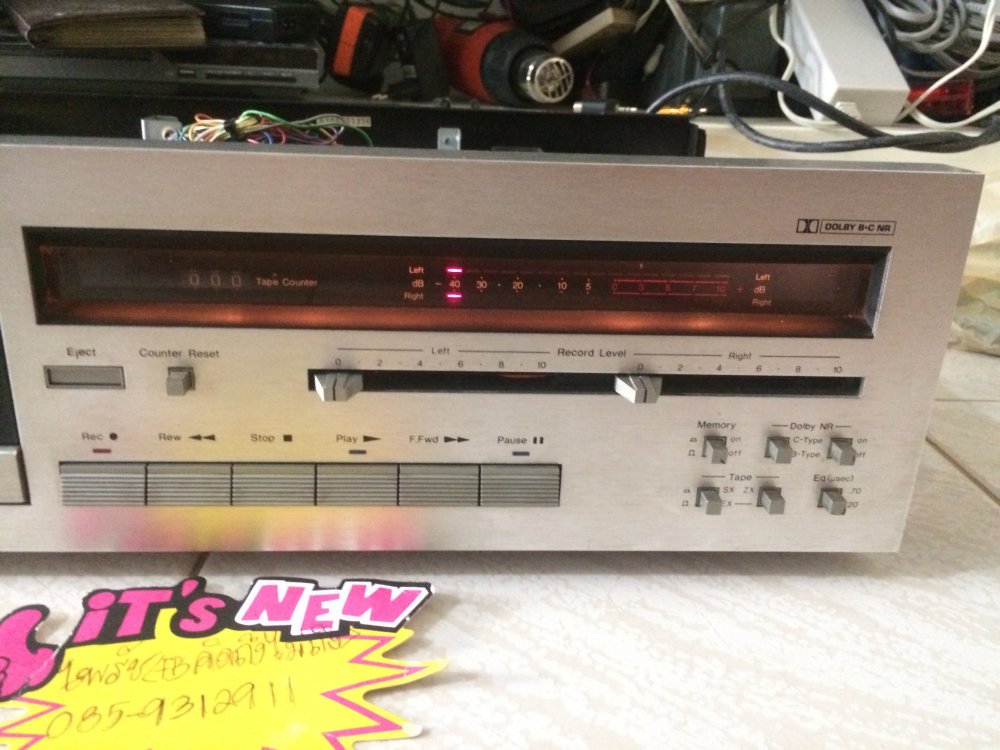 DOLBY B·C NR
Left
000 Tape Counter dB - 40 30 · 20 · 10 5 0 3 5 7 10 + dB
Right
Left
Right
Eject Counter Reset Left Record Level Right
0 · 2 · 4 · 6 · 8 · 10 0 · 2 · 4 · 6 · 8 · 10
Rec ● Rew ◀◀ Stop ■ Play ▶ F.Fwd ▶▶ Pause ▮▮
Memory Dolby NR
on C-Type on
off B-Type off
Tape Eq (μsec)
SX ZX 70
EX 120
iT's NEW
085-9312911